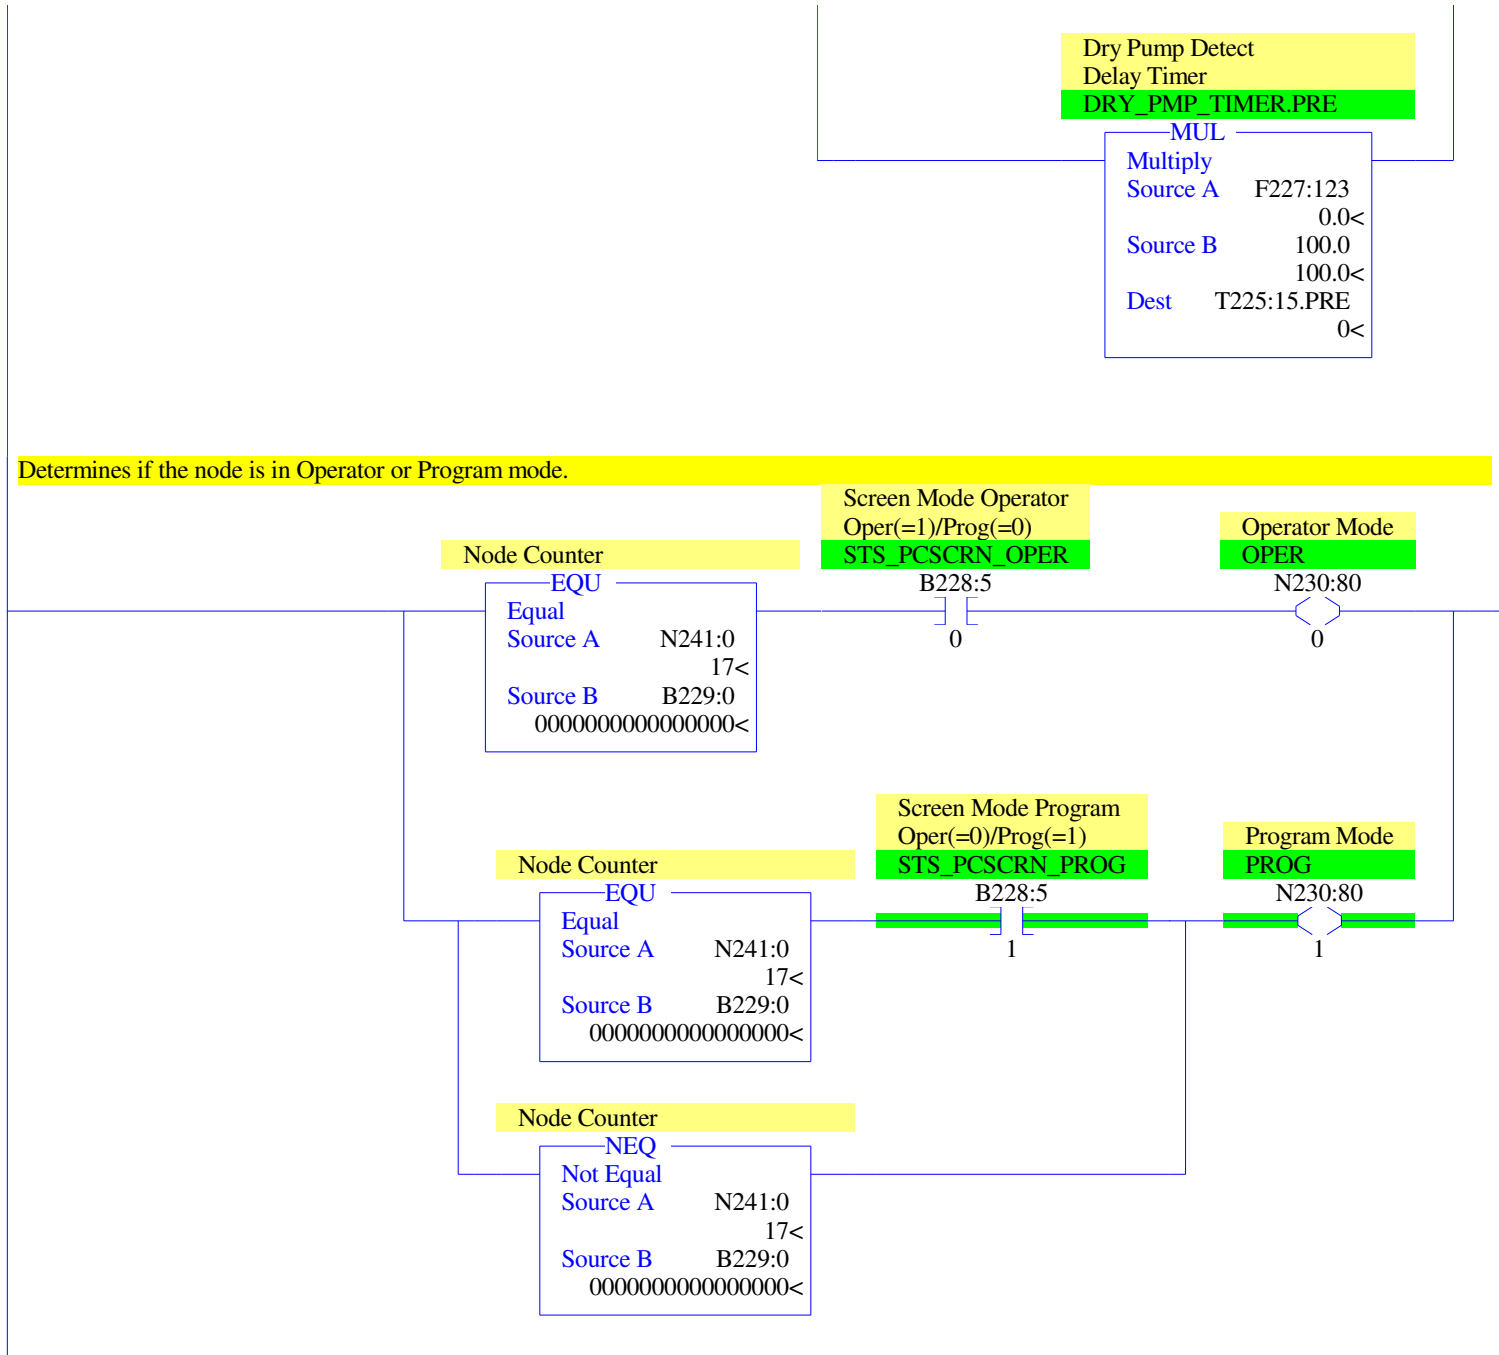 Dry Pump Detect
Delay Timer
DRY_PMP_TIMER.PRE
MUL
Multiply
Source A F227:123
0.0<
Source B 100.0
100.0<
Dest T225:15.PRE
0<
Determines if the node is in Operator or Program mode.
Node Counter
EQU
Equal
Source A N241:0
17<
Source B B229:0
0000000000000000<
Screen Mode Operator
Oper(=1)/Prog(=0)
STS_PCSCRN_OPER
B228:5
0
Operator Mode
OPER
N230:80
0
Node Counter
EQU
Equal
Source A N241:0
17<
Source B B229:0
0000000000000000<
Screen Mode Program
Oper(=0)/Prog(=1)
STS_PCSCRN_PROG
B228:5
1
Program Mode
PROG
N230:80
1
Node Counter
NEQ
Not Equal
Source A N241:0
17<
Source B B229:0
0000000000000000<